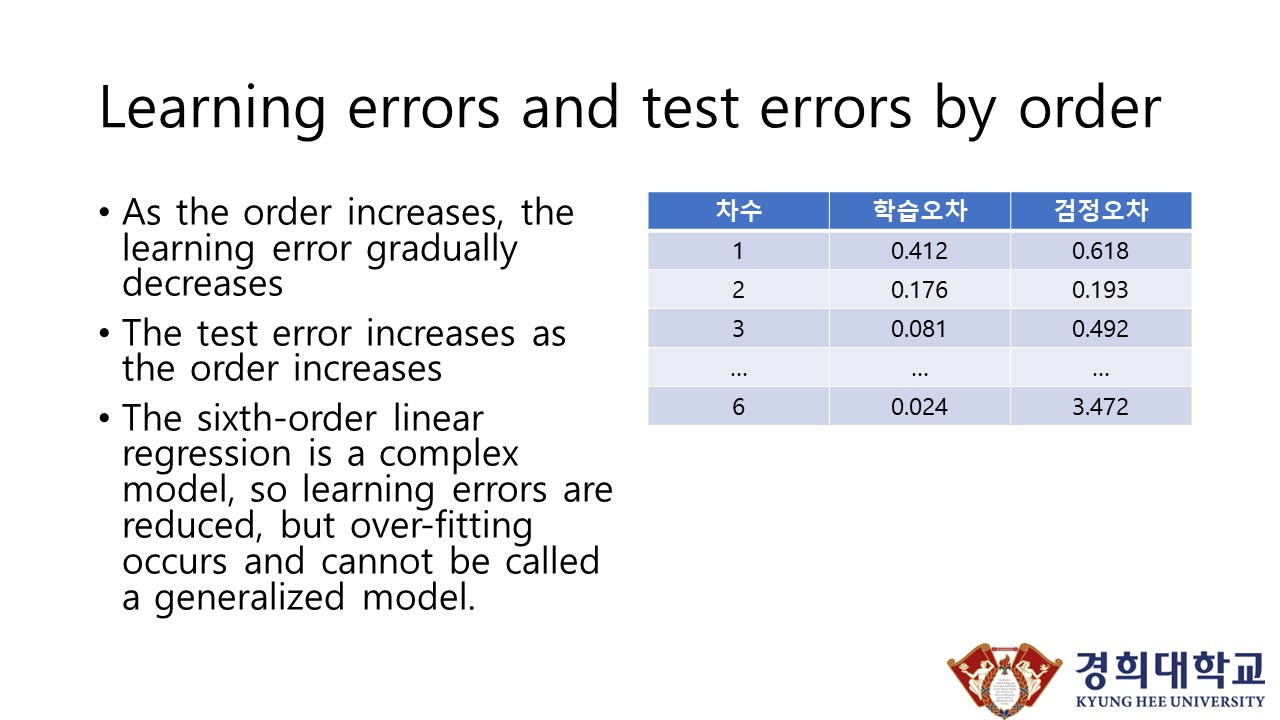 Learning errors and test errors by order
• As the order increases, the
learning error gradually
decreases
• The test error increases as
the order increases
• The sixth-order linear
regression is a complex
model, so learning errors are
reduced, but over-fitting
occurs and cannot be called
a generalized model.
차수 학습오차 검정오차
1 0.412 0.618
2 0.176 0.193
3 0.081 0.492
... ... ...
6 0.024 3.472
경희대학교
KYUNG HEE UNIVERSITY